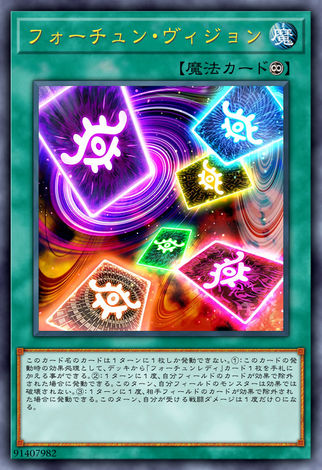 フォーチュン・ヴィジョン 魔
【魔法カード】
このカード名のカードは1ターンに1枚しか発動できない。①:このカードの発
動時の効果処理として、デッキから「フォーチュンレディ」カード1枚を手札に
加える事ができる。②:1ターンに1度、自分フィールドのカードが効果で除外
された場合に発動できる。このターン、自分フィールドのモンスターは効果では
破壊されない。③:1ターンに1度、相手フィールドのカードが効果で除外され
た場合に発動できる。このターン、自分が受ける戦闘ダメージは1度だけ0にな
る。
91407982